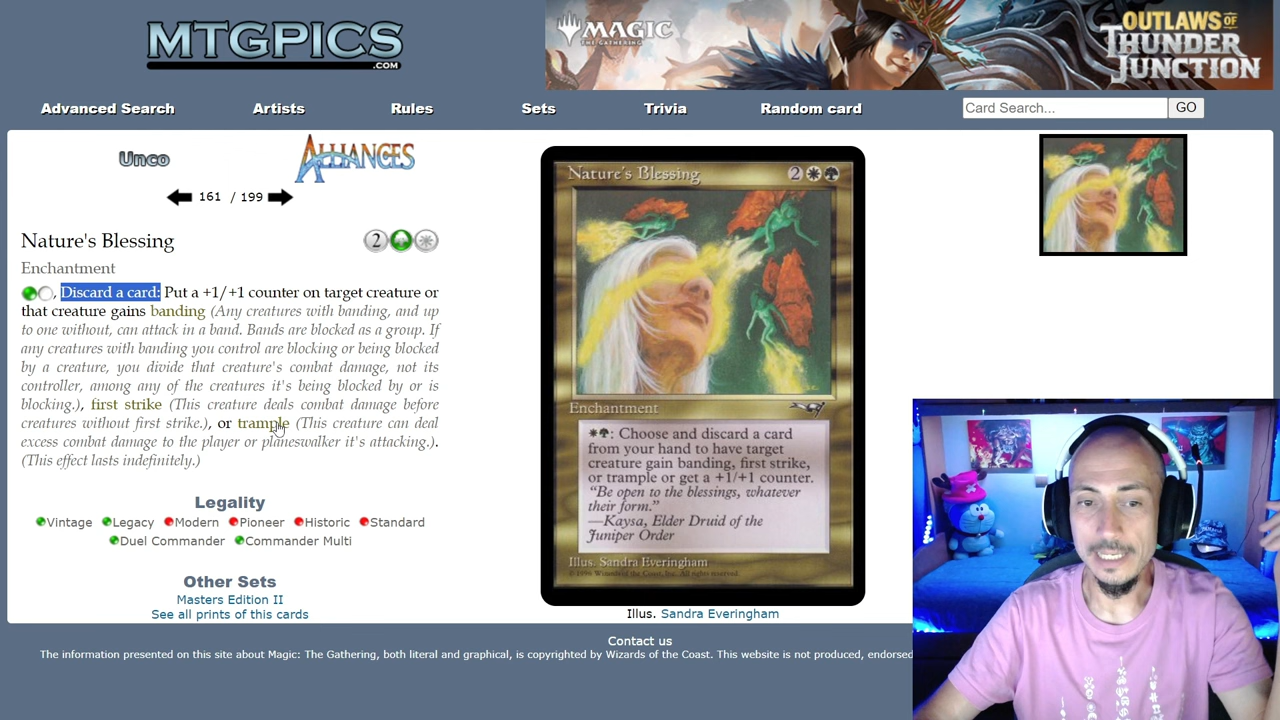 MTGPICS
.COM
MAGIC
THE GATHERING
OUTLAWS OF
THUNDER
JUNCTION
Advanced Search
Artists
Rules
Sets
Trivia
Random card
Card Search...
GO
Unco
ALLIANCES
161 / 199
Nature's Blessing
2
Enchantment
, Discard a card: Put a +1/+1 counter on target creature or
that creature gains banding (Any creatures with banding, and up
to one without, can attack in a band. Bands are blocked as a group. If
any creatures with banding you control are blocking or being blocked
by a creature, you divide that creature's combat damage, not its
controller, among any of the creatures it's being blocked by or is
blocking.), first strike (This creature deals combat damage before
creatures without first strike.), or trample (This creature can deal
excess combat damage to the player or planeswalker it's attacking.).
(This effect lasts indefinitely.)
Legality
Vintage Legacy Modern Pioneer Historic Standard
Duel Commander Commander Multi
Other Sets
Masters Edition II
See all prints of this cards
Nature's Blessing
2
Enchantment
: Choose and discard a card
from your hand to have target
creature gain banding, first strike,
or trample or get a +1/+1 counter.
“Be open to the blessings, whatever
their form.”
—Kaysa, Elder Druid of the
Juniper Order
Illus. Sandra Everingham
© 1996 Wizards of the Coast, Inc. All rights reserved.
Illus. Sandra Everingham
Contact us
The information presented on this site about Magic: The Gathering, both literal and graphical, is copyrighted by Wizards of the Coast. This website is not produced, endorsed